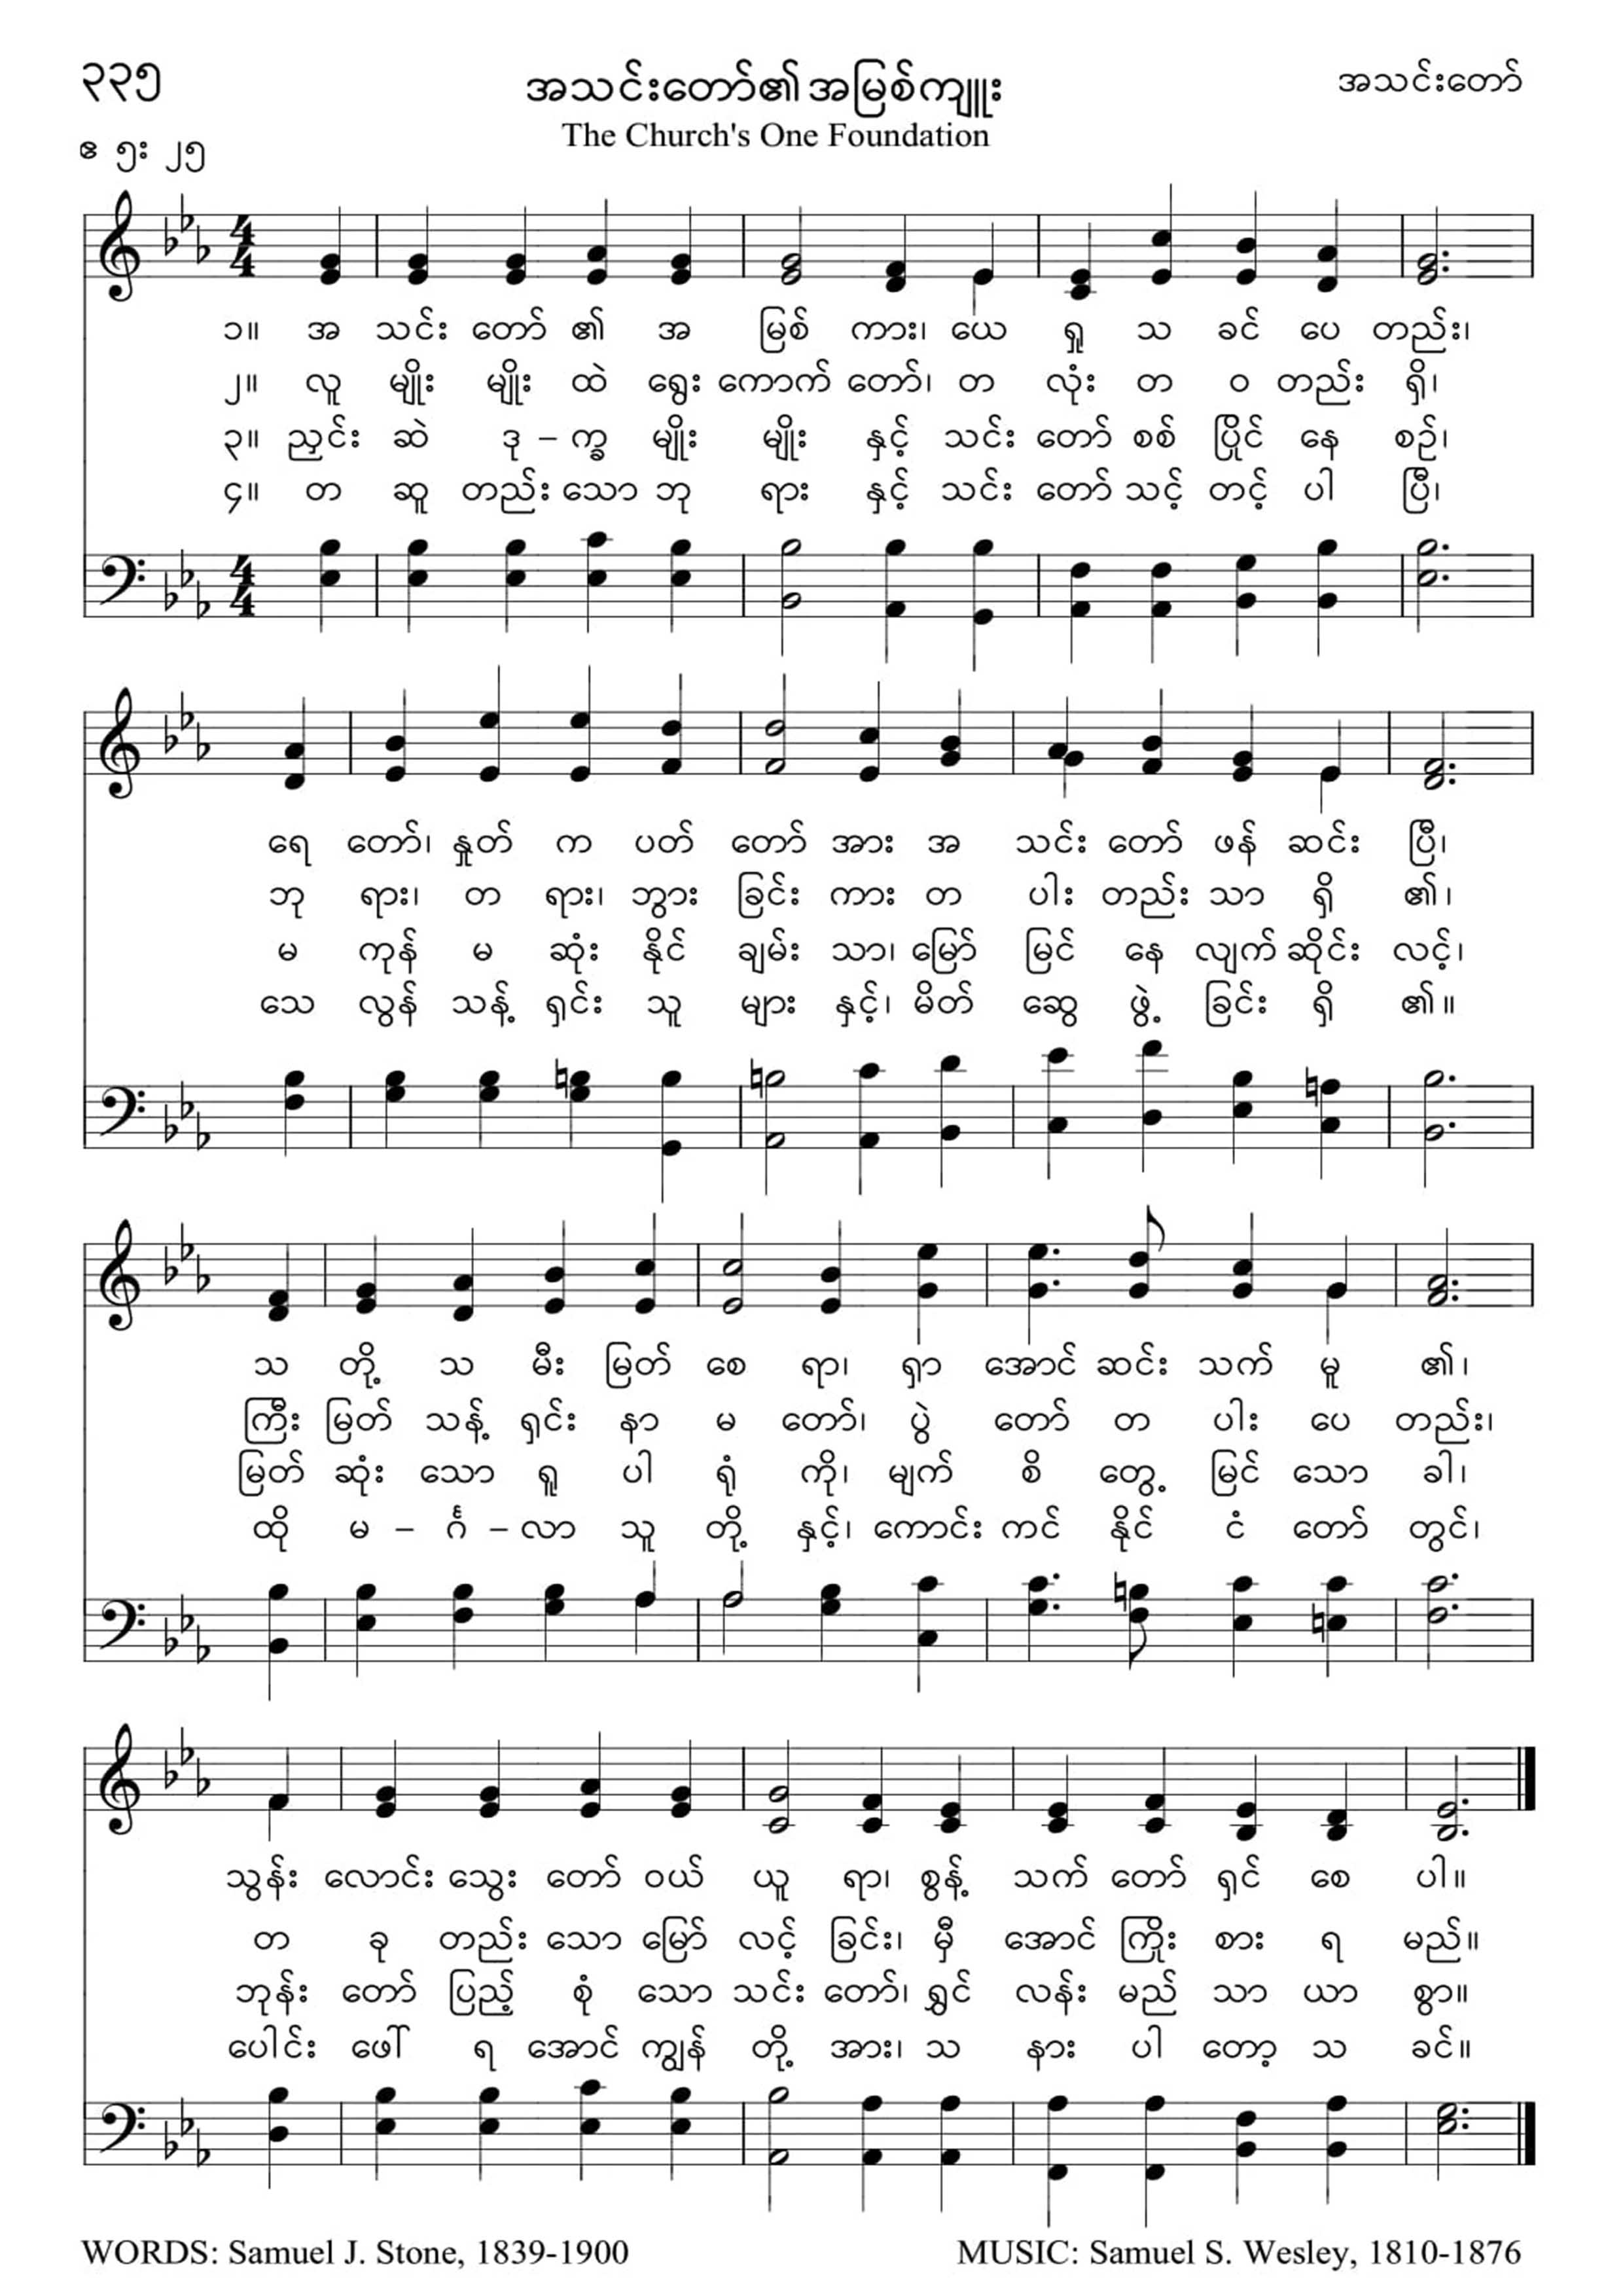 ၃၃၅
အသင်းတော်၏အမြစ်ကျူး
အသင်းတော်
The Church's One Foundation
ဧ ၅း ၂၅
၁။ အ သင်း တော် ၏ အ မြစ် ကား၊ ယေ ရှု သ ခင် ပေ တည်း၊
၂။ လူ မျိုး မျိုး ထဲ ရွေး ကောက် တော်၊ တ လုံး တ ဝ တည်း ရှိ၊
၃။ ညှင်း ဆဲ ဒု – က္ခ မျိုး မျိုး နှင့် သင်း တော် စစ် ပြိုင် နေ စဉ်၊
၄။ တ ဆူ တည်း သော ဘု ရား နှင့် သင်း တော် သင့် တင့် ပါ ပြီ၊
ရေ တော်၊ နှုတ် က ပတ် တော် အား အ သင်း တော် ဖန် ဆင်း ပြီ၊
ဘု ရား၊ တ ရား၊ ဘွား ခြင်း ကား တ ပါး တည်း သာ ရှိ ၏၊
မ ကုန် မ ဆုံး နိုင် ချမ်း သာ၊ မြော် မြင် နေ လျက် ဆိုင်း လင့်၊
သေ လွန် သန့် ရှင်း သူ များ နှင့်၊ မိတ် ဆွေ ဖွဲ့ ခြင်း ရှိ ၏။
သ တို့ သ မီး မြတ် စေ ရာ၊ ရှာ အောင် ဆင်း သက် မူ ၏၊
ကြီး မြတ် သန့် ရှင်း နာ မ တော်၊ ပွဲ တော် တ ပါး ပေ တည်း၊
မြတ် ဆုံး သော ရူ ပါ ရုံ ကို၊ မျက် စိ တွေ့ မြင် သော ခါ၊
ထို မ – င်္ဂ – လာ သူ တို့ နှင့်၊ ကောင်း ကင် နိုင် ငံ တော် တွင်၊
သွန်း လောင်း သွေး တော် ဝယ် ယူ ရာ၊ စွန့် သက် တော် ရှင် စေ ပါ။
တ ခု တည်း သော မြော် လင့် ခြင်း၊ မှီ အောင် ကြိုး စား ရ မည်။
ဘုန်း တော် ပြည့် စုံ သော သင်း တော်၊ ရွှင် လန်း မည် သာ ယာ စွာ။
ပေါင်း ဖေါ် ရ အောင် ကျွန် တို့ အား၊ သ နား ပါ တော့ သ ခင်။
WORDS: Samuel J. Stone, 1839-1900
MUSIC: Samuel S. Wesley, 1810-1876